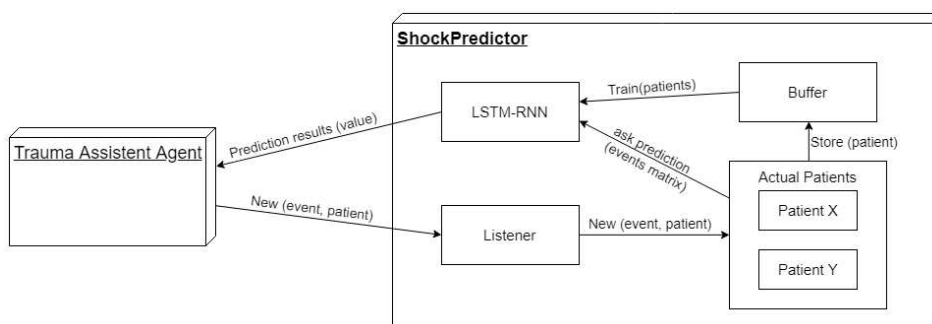 ShockPredictor
Train(patients)
LSTM-RNN
Buffer
Prediction results (value)
Trauma Assistent Agent
ask prediction
(events matrix)
Store (patient)
Actual Patients
New (event, patient)
Listener
New (event, patient)
Patient X
Patient Y